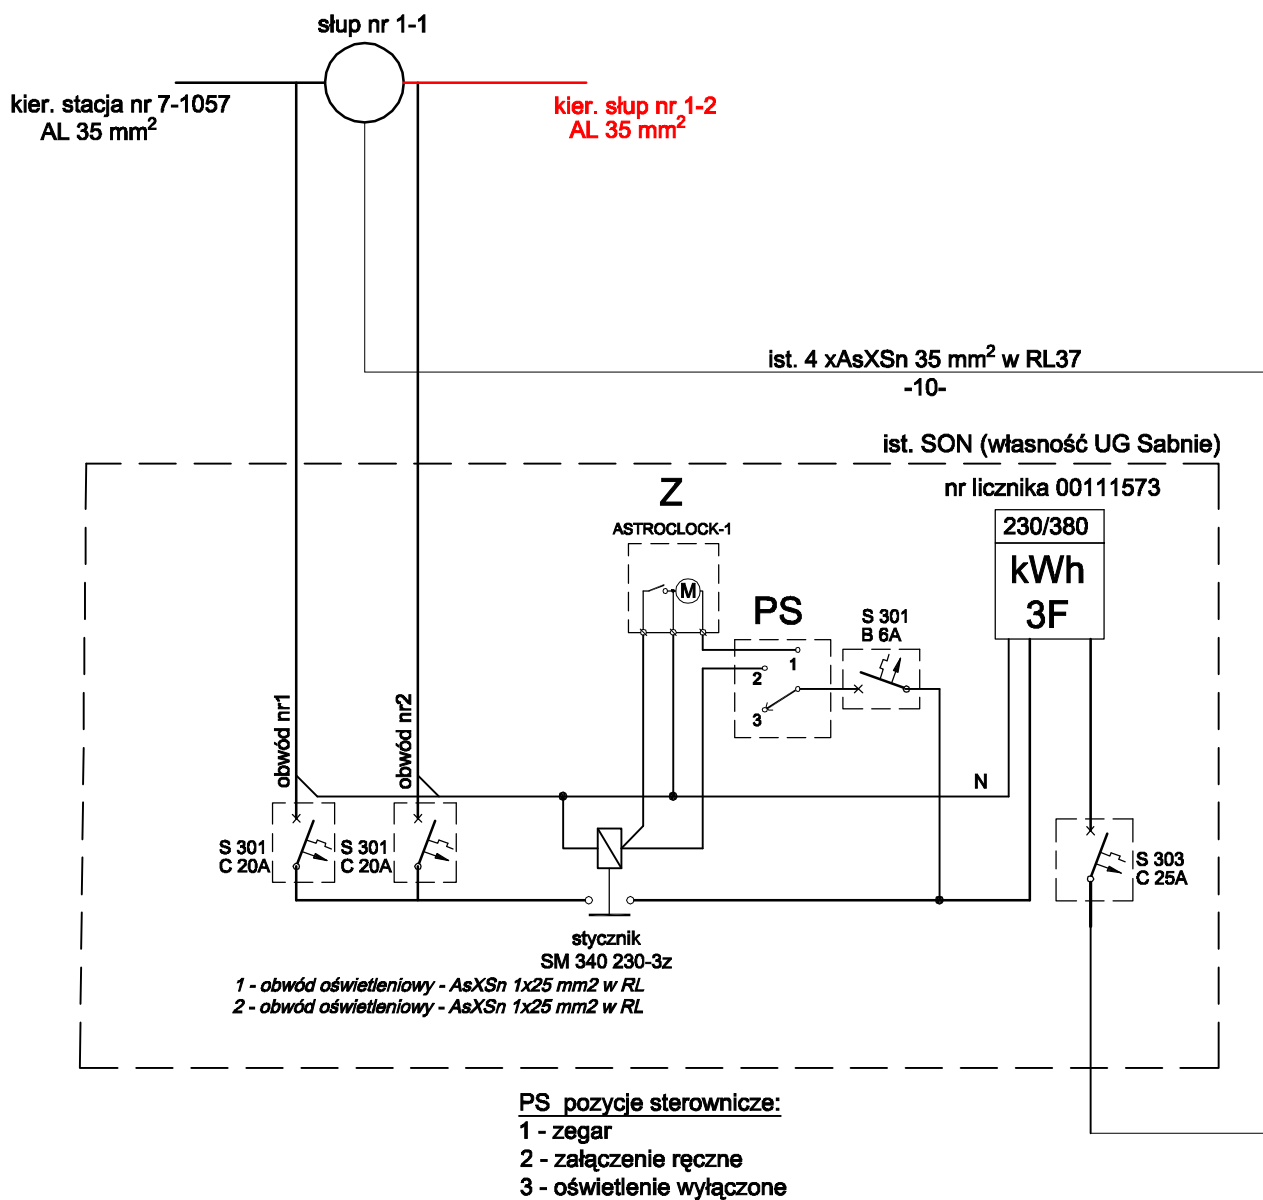 słup nr 1-1
kier. stacja nr 7-1057
AL 35 mm²
kier. słup nr 1-2
AL 35 mm²
ist. 4 xAsXSn 35 mm² w RL37
-10-
ist. SON (własność UG Sabnie)
nr licznika 00111573
230/380
kWh
3F
Z
ASTROCLOCK-1
M
PS
1
2
3
S 301
B 6A
obwód nr1
obwód nr2
N
S 301
C 20A
S 301
C 20A
S 303
C 25A
stycznik
SM 340 230-3z
1 - obwód oświetleniowy - AsXSn 1x25 mm2 w RL
2 - obwód oświetleniowy - AsXSn 1x25 mm2 w RL
PS pozycje sterownicze:
1 - zegar
2 - załączenie ręczne
3 - oświetlenie wyłączone